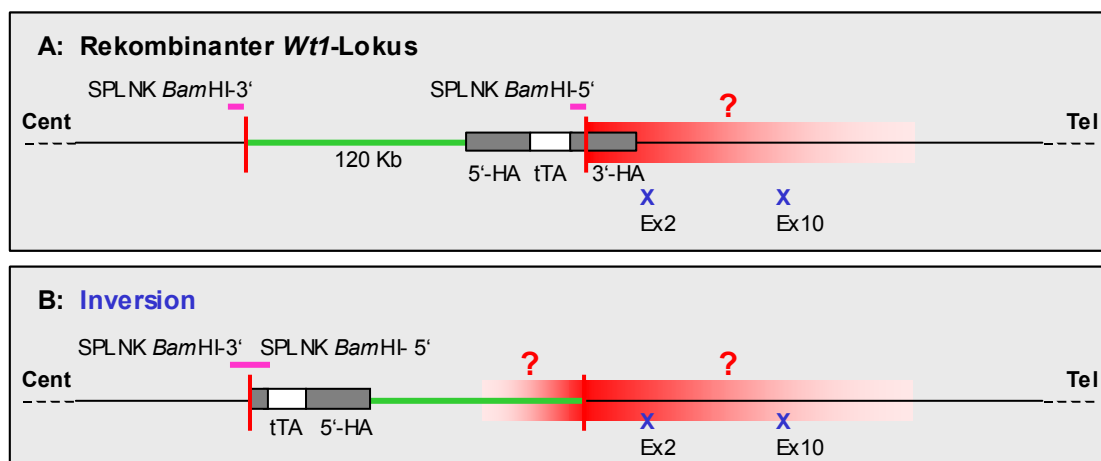 A: Rekombinanter Wt1-Lokus
SPLNK BamHI-3‘ SPLNK BamHI-5‘ ?
Cent Tel
120 Kb
5‘-HA tTA 3‘-HA
X X
Ex2 Ex10
B: Inversion
SPLNK BamHI-3‘ SPLNK BamHI- 5‘ ? ?
Cent Tel
tTA 5‘-HA
X X
Ex2 Ex10